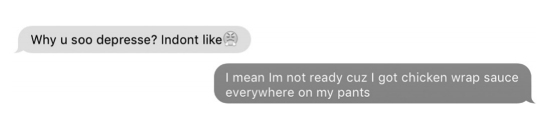 Why u soo depresse? Indont like😤
I mean Im not ready cuz I got chicken wrap sauce
everywhere on my pants